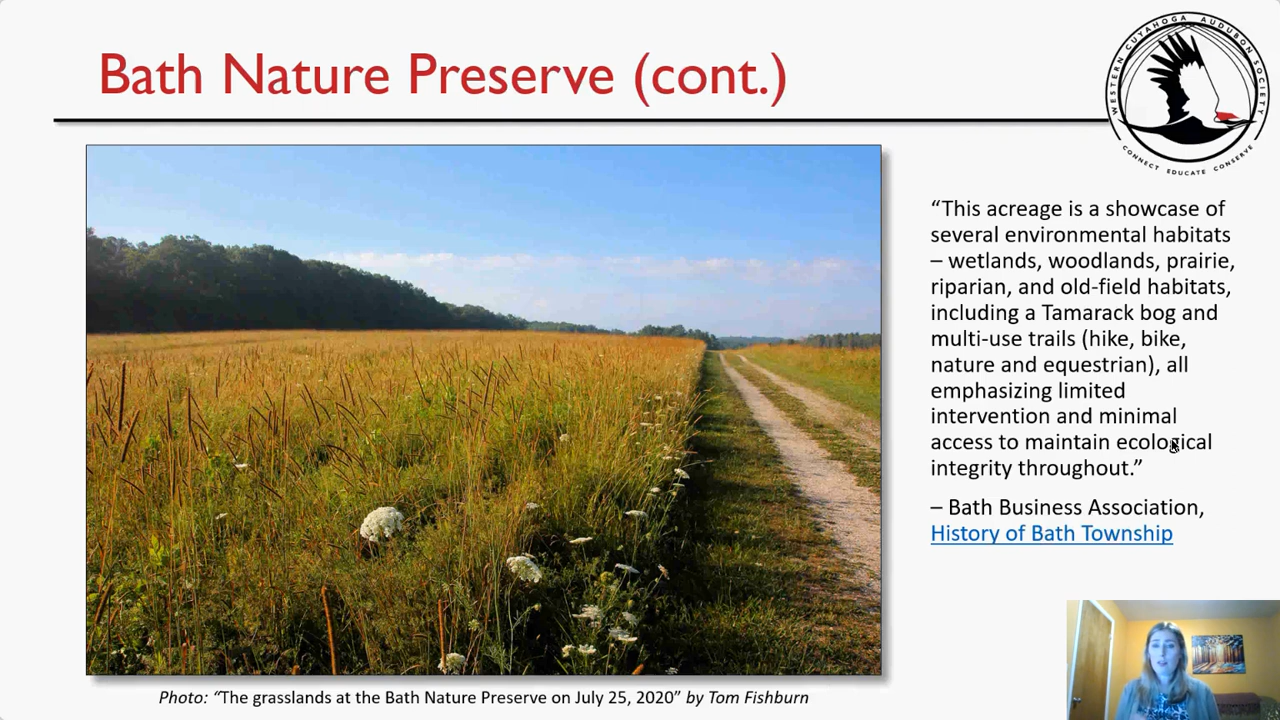 Bath Nature Preserve (cont.)
WESTERN CUYAHOGA AUDUBON SOCIETY
CONNECT EDUCATE CONSERVE
“This acreage is a showcase of
several environmental habitats
– wetlands, woodlands, prairie,
riparian, and old-field habitats,
including a Tamarack bog and
multi-use trails (hike, bike,
nature and equestrian), all
emphasizing limited
intervention and minimal
access to maintain ecological
integrity throughout.”
– Bath Business Association,
History of Bath Township
Photo: “The grasslands at the Bath Nature Preserve on July 25, 2020” by Tom Fishburn